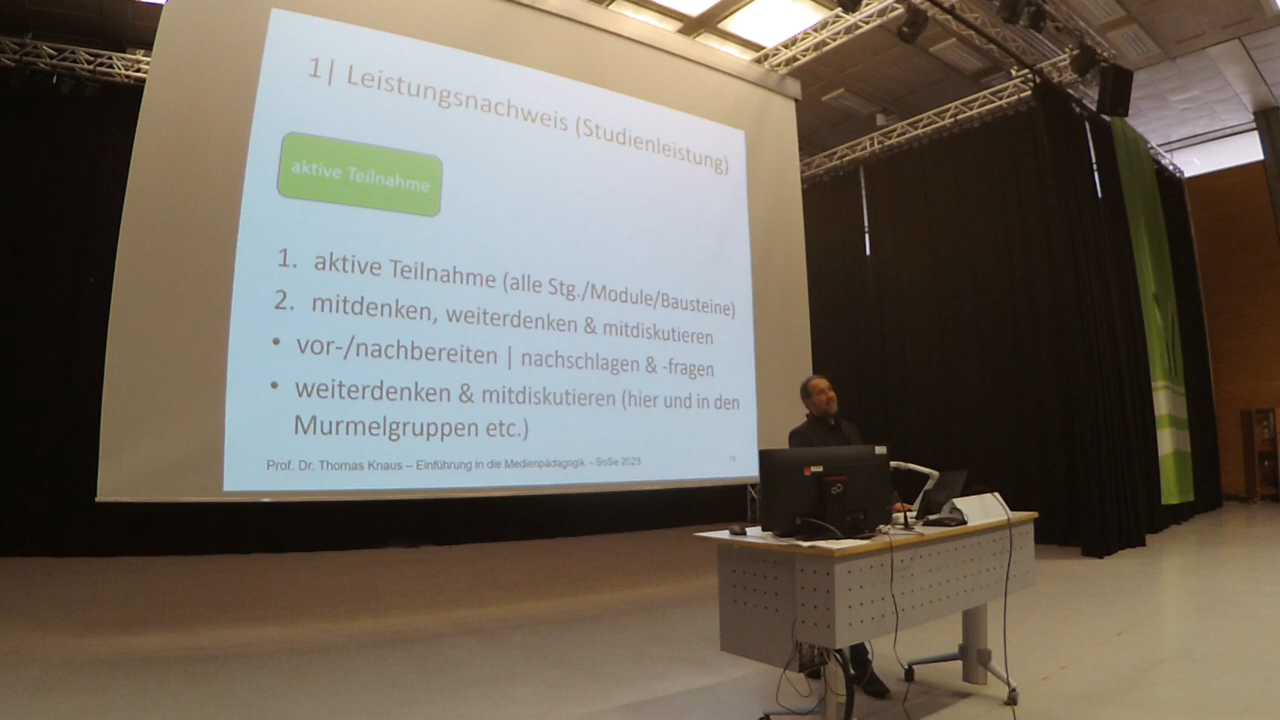 1| Leistungsnachweis (Studienleistung)
aktive Teilnahme
1. aktive Teilnahme (alle Stg./Module/Bausteine)
2. mitdenken, weiterdenken & mitdiskutieren
• vor-/nachbereiten | nachschlagen & -fragen
• weiterdenken & mitdiskutieren (hier und in den
Murmelgruppen etc.)
Prof. Dr. Thomas Knaus – Einführung in die Medienpädagogik – SoSe 2023